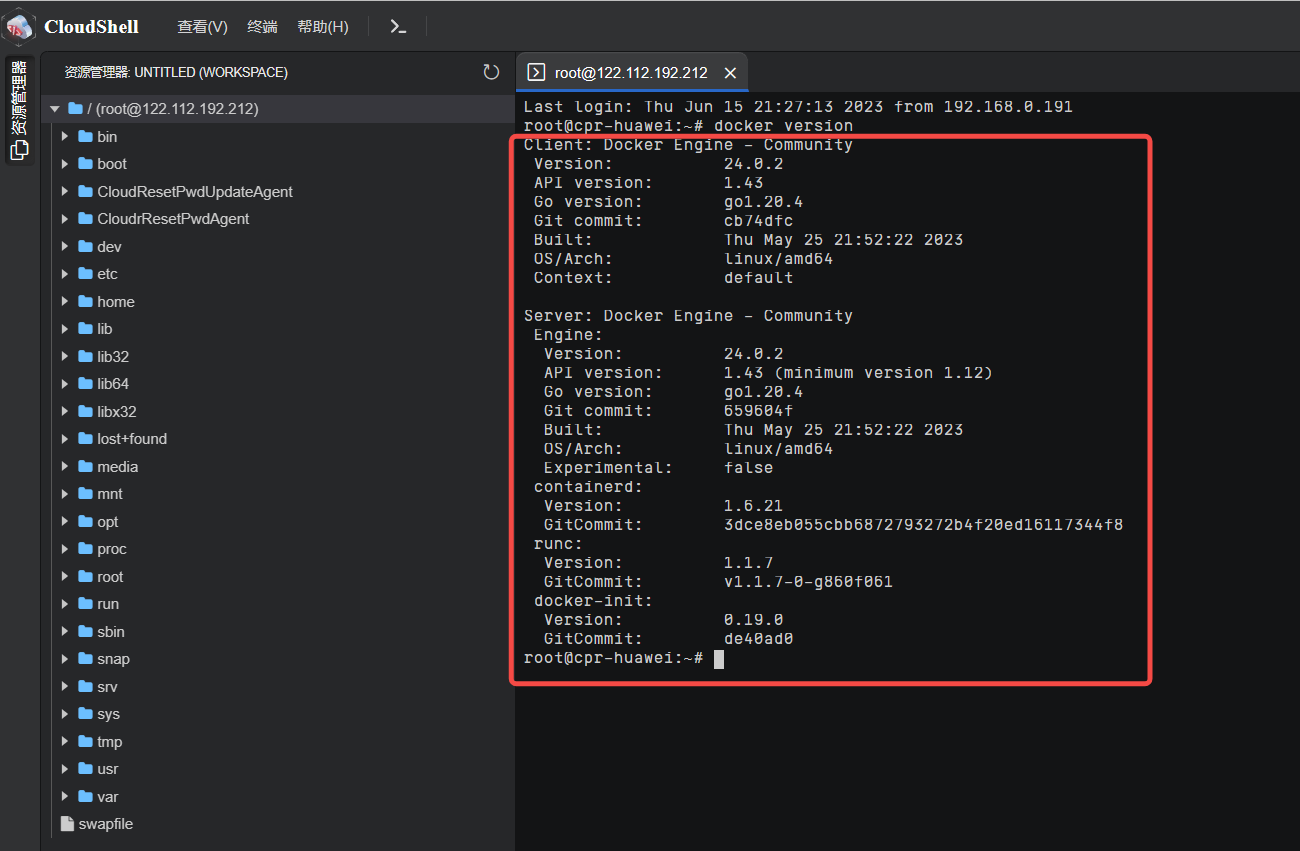 CloudShell 查看(V) 终端 帮助(H)
资源管理器
资源管理器: UNTITLED (WORKSPACE)
/ (root@122.112.192.212)
bin
boot
CloudResetPwdUpdateAgent
CloudrResetPwdAgent
dev
etc
home
lib
lib32
lib64
libx32
lost+found
media
mnt
opt
proc
root
run
sbin
snap
srv
sys
tmp
usr
var
swapfile
root@122.112.192.212
Last login: Thu Jun 15 21:27:13 2023 from 192.168.0.191
root@cpr-huawei:~# docker version
Client: Docker Engine - Community
Version: 24.0.2
API version: 1.43
Go version: go1.20.4
Git commit: cb74dfc
Built: Thu May 25 21:52:22 2023
OS/Arch: linux/amd64
Context: default
Server: Docker Engine - Community
Engine:
Version: 24.0.2
API version: 1.43 (minimum version 1.12)
Go version: go1.20.4
Git commit: 659604f
Built: Thu May 25 21:52:22 2023
OS/Arch: linux/amd64
Experimental: false
containerd:
Version: 1.6.21
GitCommit: 3dce8eb055cbb6872793272b4f20ed16117344f8
runc:
Version: 1.1.7
GitCommit: v1.1.7-0-g860f061
docker-init:
Version: 0.19.0
GitCommit: de40ad0
root@cpr-huawei:~#